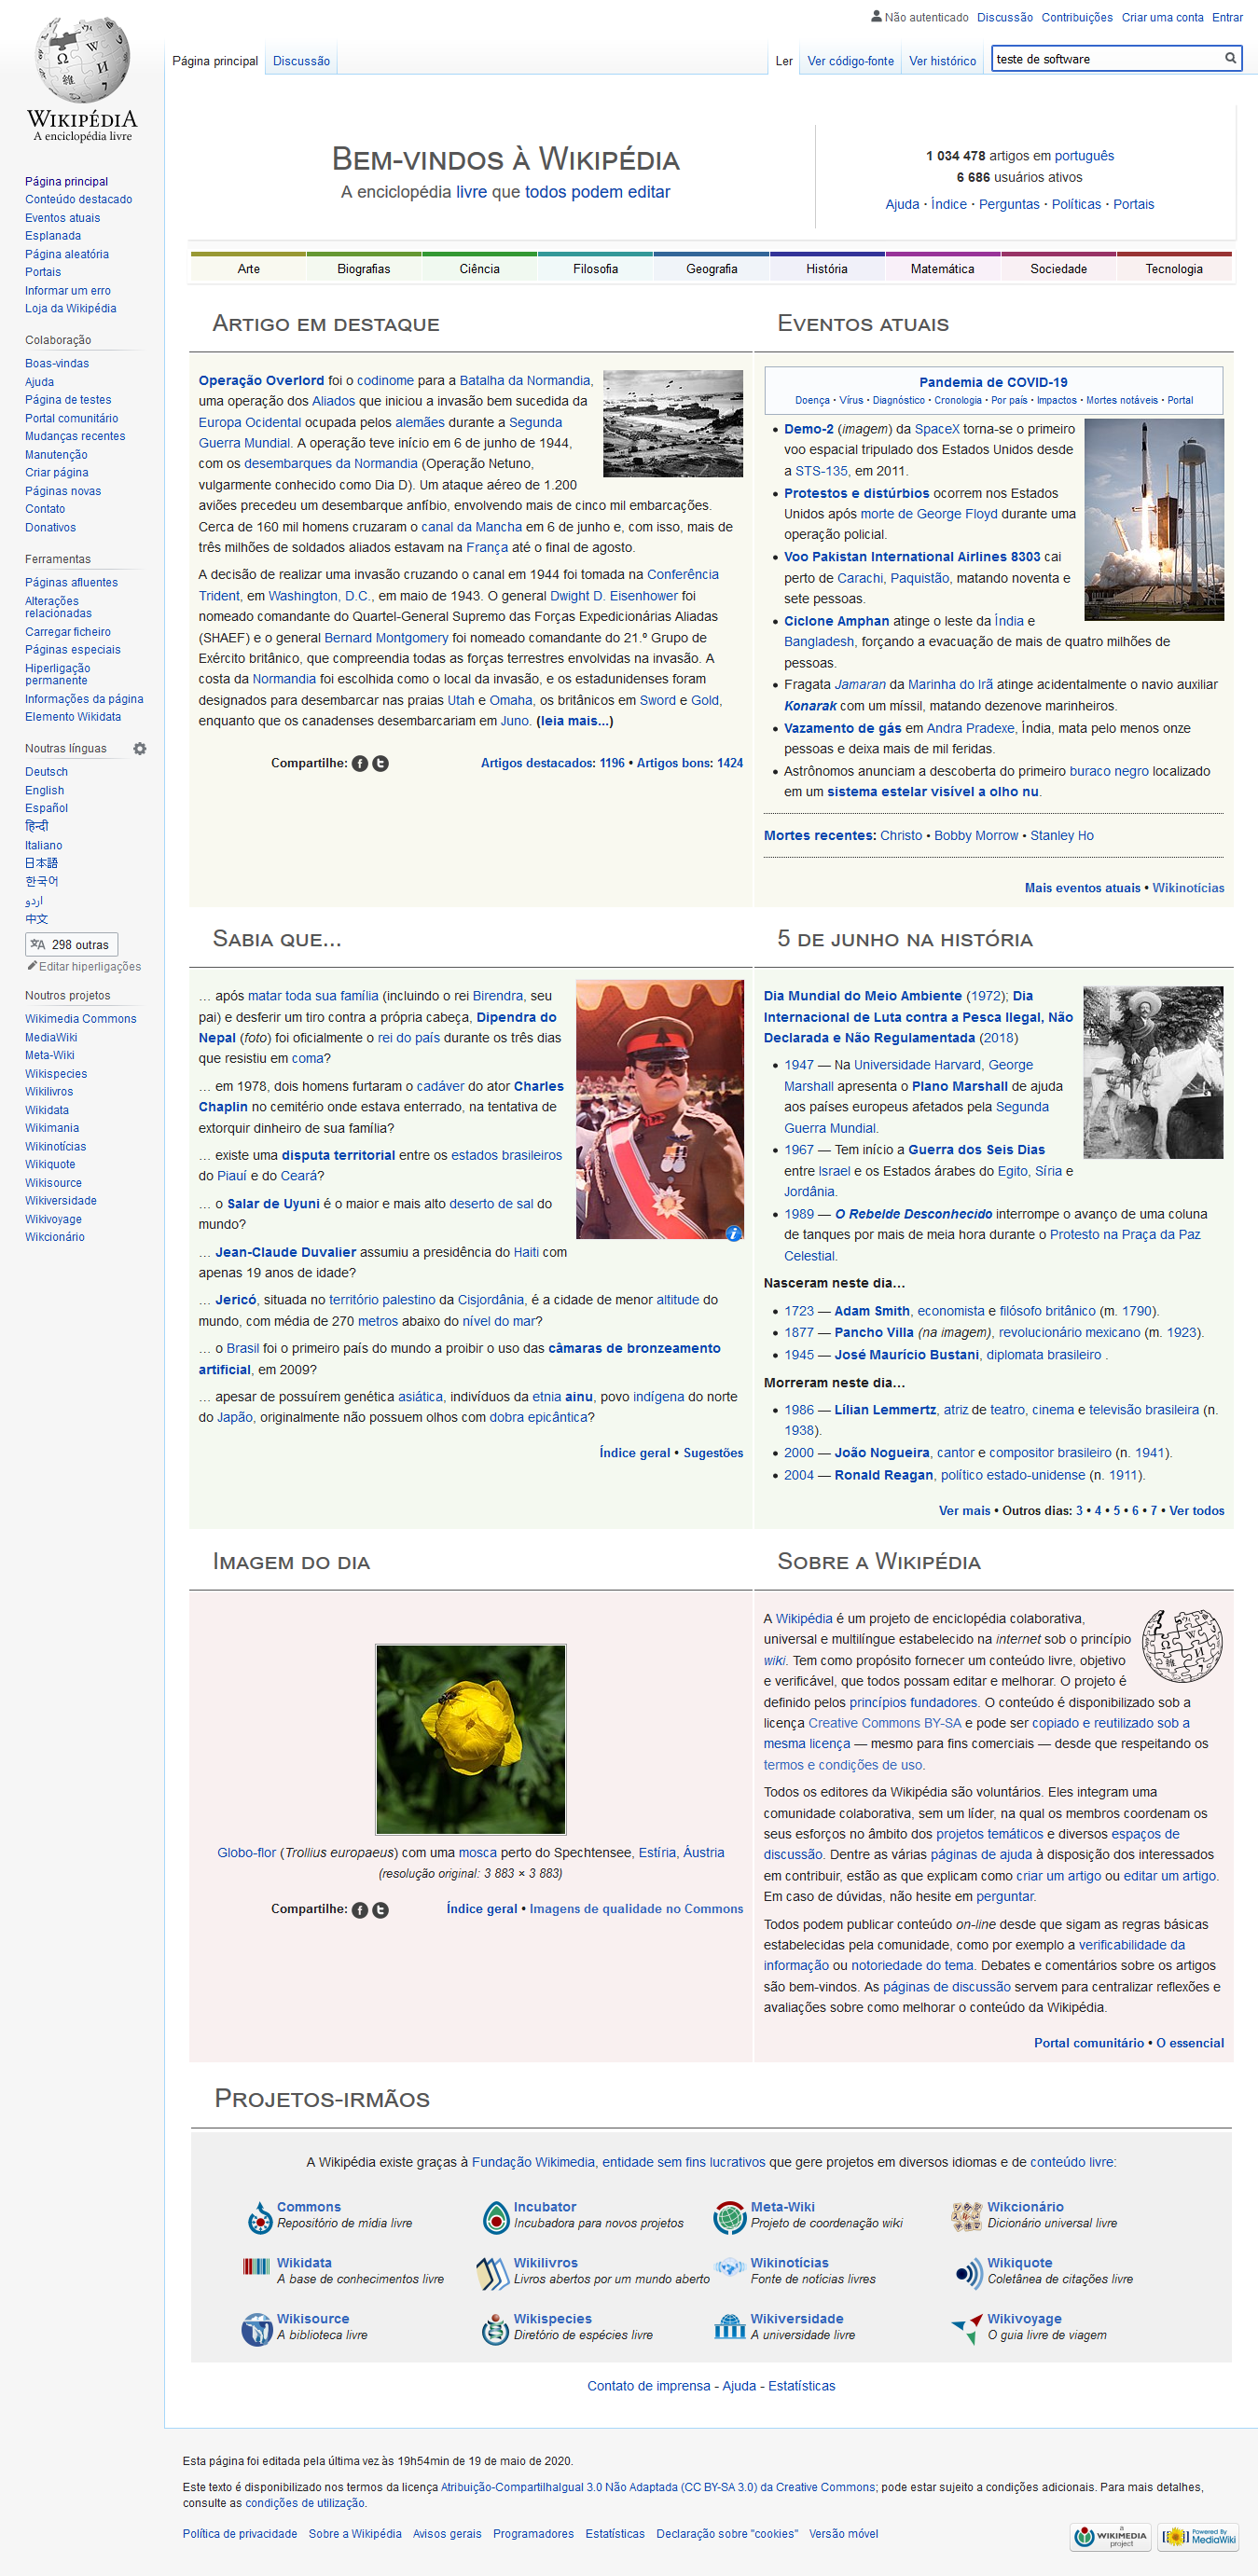 Não autenticado Discussão Contribuições Criar uma conta Entrar
Página principal Discussão
Ler Ver código-fonte Ver histórico
teste de software
WIKIPÉDIA
A enciclopédia livre
Página principal
Conteúdo destacado
Eventos atuais
Esplanada
Página aleatória
Portais
Informar um erro
Loja da Wikipédia
Colaboração
Boas-vindas
Ajuda
Página de testes
Portal comunitário
Mudanças recentes
Manutenção
Criar página
Páginas novas
Contato
Donativos
Ferramentas
Páginas afluentes
Alterações
relacionadas
Carregar ficheiro
Páginas especiais
Hiperligação
permanente
Informações da página
Elemento Wikidata
Noutras línguas
Deutsch
English
Español
हिन्दी
Italiano
日本語
한국어
اردو
中文
298 outras
Editar hiperligações
Noutros projetos
Wikimedia Commons
MediaWiki
Meta-Wiki
Wikispecies
Wikilivros
Wikidata
Wikimania
Wikinotícias
Wikiquote
Wikisource
Wikiversidade
Wikivoyage
Wikcionário
Bem-vindos à Wikipédia
A enciclopédia livre que todos podem editar
1 034 478 artigos em português
6 686 usuários ativos
Ajuda · Índice · Perguntas · Políticas · Portais
Arte Biografias Ciência Filosofia Geografia História Matemática Sociedade Tecnologia
Artigo em destaque
Operação Overlord foi o codinome para a Batalha da Normandia,
uma operação dos Aliados que iniciou a invasão bem sucedida da
Europa Ocidental ocupada pelos alemães durante a Segunda
Guerra Mundial. A operação teve início em 6 de junho de 1944,
com os desembarques da Normandia (Operação Netuno,
vulgarmente conhecido como Dia D). Um ataque aéreo de 1.200
aviões precedeu um desembarque anfíbio, envolvendo mais de cinco mil embarcações.
Cerca de 160 mil homens cruzaram o canal da Mancha em 6 de junho e, com isso, mais de
três milhões de soldados aliados estavam na França até o final de agosto.
A decisão de realizar uma invasão cruzando o canal em 1944 foi tomada na Conferência
Trident, em Washington, D.C., em maio de 1943. O general Dwight D. Eisenhower foi
nomeado comandante do Quartel-General Supremo das Forças Expedicionárias Aliadas
(SHAEF) e o general Bernard Montgomery foi nomeado comandante do 21.º Grupo de
Exército britânico, que compreendia todas as forças terrestres envolvidas na invasão. A
costa da Normandia foi escolhida como o local da invasão, e os estadunidenses foram
designados para desembarcar nas praias Utah e Omaha, os britânicos em Sword e Gold,
enquanto que os canadenses desembarcariam em Juno. (leia mais...)
Compartilhe: Artigos destacados: 1196 • Artigos bons: 1424
Eventos atuais
Pandemia de COVID-19
Doença · Vírus · Diagnóstico · Cronologia · Por país · Impactos · Mortes notáveis · Portal
• Demo-2 (imagem) da SpaceX torna-se o primeiro
voo espacial tripulado dos Estados Unidos desde
a STS-135, em 2011.
• Protestos e distúrbios ocorrem nos Estados
Unidos após morte de George Floyd durante uma
operação policial.
• Voo Pakistan International Airlines 8303 cai
perto de Carachi, Paquistão, matando noventa e
sete pessoas.
• Ciclone Amphan atinge o leste da Índia e
Bangladesh, forçando a evacuação de mais de quatro milhões de
pessoas.
• Fragata Jamaran da Marinha do Irã atinge acidentalmente o navio auxiliar
Konarak com um míssil, matando dezenove marinheiros.
• Vazamento de gás em Andra Pradexe, Índia, mata pelo menos onze
pessoas e deixa mais de mil feridas.
• Astrônomos anunciam a descoberta do primeiro buraco negro localizado
em um sistema estelar visível a olho nu.
Mortes recentes: Christo • Bobby Morrow • Stanley Ho
Mais eventos atuais • Wikinotícias
Sabia que...
… após matar toda sua família (incluindo o rei Birendra, seu
pai) e desferir um tiro contra a própria cabeça, Dipendra do
Nepal (foto) foi oficialmente o rei do país durante os três dias
que resistiu em coma?
… em 1978, dois homens furtaram o cadáver do ator Charles
Chaplin no cemitério onde estava enterrado, na tentativa de
extorquir dinheiro de sua família?
… existe uma disputa territorial entre os estados brasileiros
do Piauí e do Ceará?
… o Salar de Uyuni é o maior e mais alto deserto de sal do
mundo?
… Jean-Claude Duvalier assumiu a presidência do Haiti com
apenas 19 anos de idade?
… Jericó, situada no território palestino da Cisjordânia, é a cidade de menor altitude do
mundo, com média de 270 metros abaixo do nível do mar?
… o Brasil foi o primeiro país do mundo a proibir o uso das câmaras de bronzeamento
artificial, em 2009?
… apesar de possuírem genética asiática, indivíduos da etnia ainu, povo indígena do norte
do Japão, originalmente não possuem olhos com dobra epicântica?
Índice geral • Sugestões
5 de junho na história
Dia Mundial do Meio Ambiente (1972); Dia
Internacional de Luta contra a Pesca Ilegal, Não
Declarada e Não Regulamentada (2018)
• 1947 — Na Universidade Harvard, George
Marshall apresenta o Plano Marshall de ajuda
aos países europeus afetados pela Segunda
Guerra Mundial.
• 1967 — Tem início a Guerra dos Seis Dias
entre Israel e os Estados árabes do Egito, Síria e
Jordânia.
• 1989 — O Rebelde Desconhecido interrompe o avanço de uma coluna
de tanques por mais de meia hora durante o Protesto na Praça da Paz
Celestial.
Nasceram neste dia…
• 1723 — Adam Smith, economista e filósofo britânico (m. 1790).
• 1877 — Pancho Villa (na imagem), revolucionário mexicano (m. 1923).
• 1945 — José Maurício Bustani, diplomata brasileiro .
Morreram neste dia…
• 1986 — Lílian Lemmertz, atriz de teatro, cinema e televisão brasileira (n.
1938).
• 2000 — João Nogueira, cantor e compositor brasileiro (n. 1941).
• 2004 — Ronald Reagan, político estado-unidense (n. 1911).
Ver mais • Outros dias: 3 • 4 • 5 • 6 • 7 • Ver todos
Imagem do dia
Globo-flor (Trollius europaeus) com uma mosca perto do Spechtensee, Estíria, Áustria
(resolução original: 3 883 × 3 883)
Compartilhe: Índice geral • Imagens de qualidade no Commons
Sobre a Wikipédia
A Wikipédia é um projeto de enciclopédia colaborativa,
universal e multilíngue estabelecido na internet sob o princípio
wiki. Tem como propósito fornecer um conteúdo livre, objetivo
e verificável, que todos possam editar e melhorar. O projeto é
definido pelos princípios fundadores. O conteúdo é disponibilizado sob a
licença Creative Commons BY-SA e pode ser copiado e reutilizado sob a
mesma licença — mesmo para fins comerciais — desde que respeitando os
termos e condições de uso.
Todos os editores da Wikipédia são voluntários. Eles integram uma
comunidade colaborativa, sem um líder, na qual os membros coordenam os
seus esforços no âmbito dos projetos temáticos e diversos espaços de
discussão. Dentre as várias páginas de ajuda à disposição dos interessados
em contribuir, estão as que explicam como criar um artigo ou editar um artigo.
Em caso de dúvidas, não hesite em perguntar.
Todos podem publicar conteúdo on-line desde que sigam as regras básicas
estabelecidas pela comunidade, como por exemplo a verificabilidade da
informação ou notoriedade do tema. Debates e comentários sobre os artigos
são bem-vindos. As páginas de discussão servem para centralizar reflexões e
avaliações sobre como melhorar o conteúdo da Wikipédia.
Portal comunitário • O essencial
Projetos-irmãos
A Wikipédia existe graças à Fundação Wikimedia, entidade sem fins lucrativos que gere projetos em diversos idiomas e de conteúdo livre:
Commons
Repositório de mídia livre
Incubator
Incubadora para novos projetos
Meta-Wiki
Projeto de coordenação wiki
Wikcionário
Dicionário universal livre
Wikidata
A base de conhecimentos livre
Wikilivros
Livros abertos por um mundo aberto
Wikinotícias
Fonte de notícias livres
Wikiquote
Coletânea de citações livre
Wikisource
A biblioteca livre
Wikispecies
Diretório de espécies livre
Wikiversidade
A universidade livre
Wikivoyage
O guia livre de viagem
Contato de imprensa - Ajuda - Estatísticas
Esta página foi editada pela última vez às 19h54min de 19 de maio de 2020.
Este texto é disponibilizado nos termos da licença Atribuição-CompartilhaIgual 3.0 Não Adaptada (CC BY-SA 3.0) da Creative Commons; pode estar sujeito a condições adicionais. Para mais detalhes,
consulte as condições de utilização.
Política de privacidade Sobre a Wikipédia Avisos gerais Programadores Estatísticas Declaração sobre "cookies" Versão móvel
A WIKIMEDIA project
Powered By MediaWiki